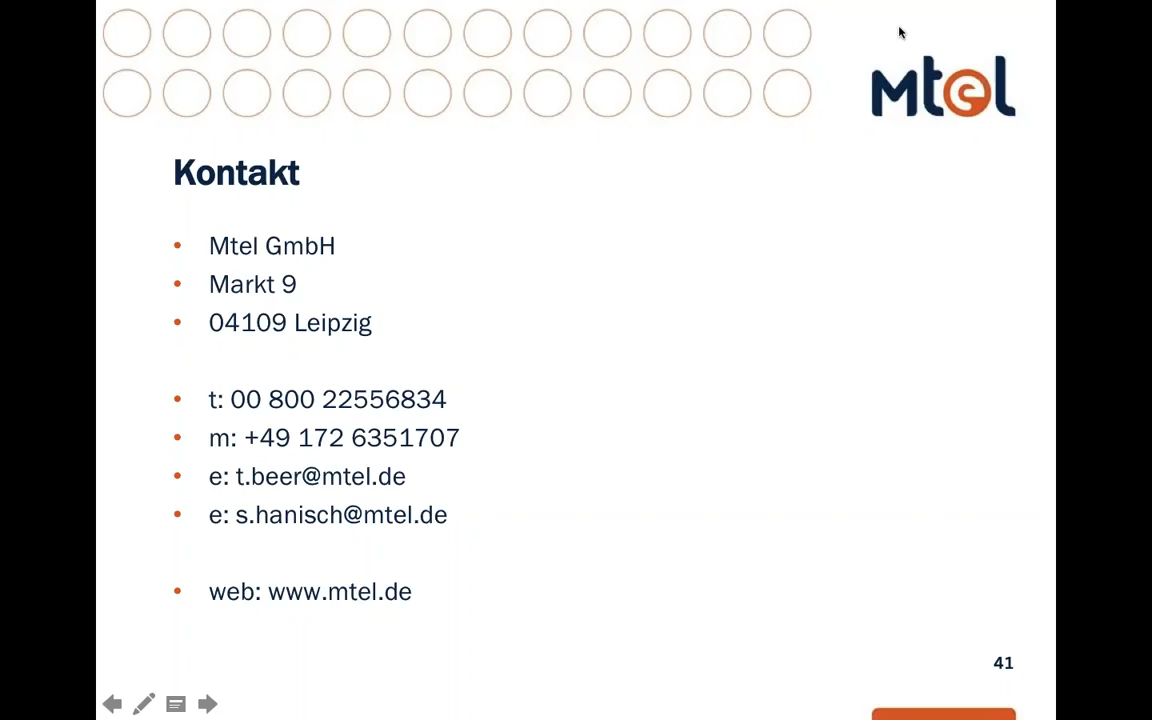 Mtel
Kontakt
• Mtel GmbH
• Markt 9
• 04109 Leipzig
• t: 00 800 22556834
• m: +49 172 6351707
• e: t.beer@mtel.de
• e: s.hanisch@mtel.de
• web: www.mtel.de
41